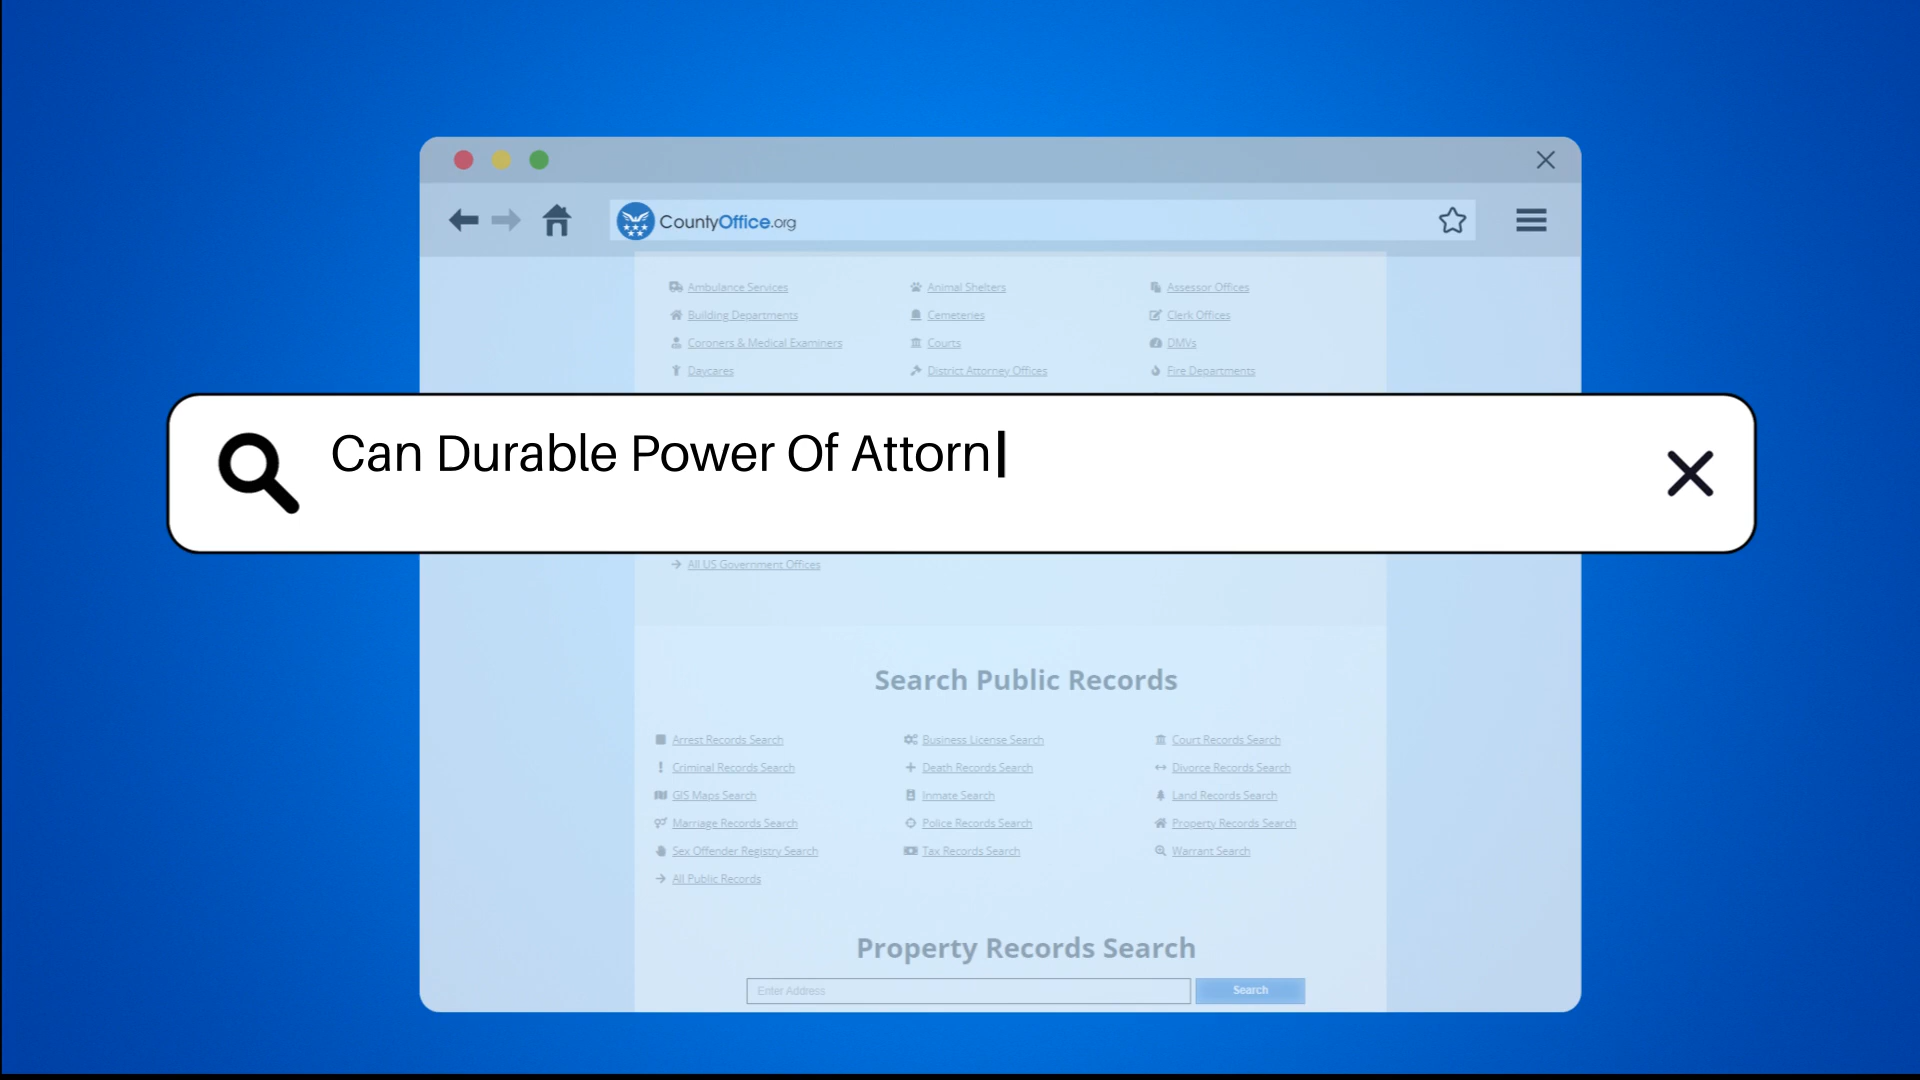 CountyOffice.org
Ambulance Services Animal Shelters Assessor Offices
Building Departments Cemeteries Clerk Offices
Coroners & Medical Examiners Courts DMVs
Daycares District Attorney Offices Fire Departments
Can Durable Power Of Attorn
All US Government Offices
Search Public Records
Arrest Records Search Business License Search Court Records Search
Criminal Records Search Death Records Search Divorce Records Search
GIS Maps Search Inmate Search Land Records Search
Marriage Records Search Police Records Search Property Records Search
Sex Offender Registry Search Tax Records Search Warrant Search
All Public Records
Property Records Search
Enter Address Search